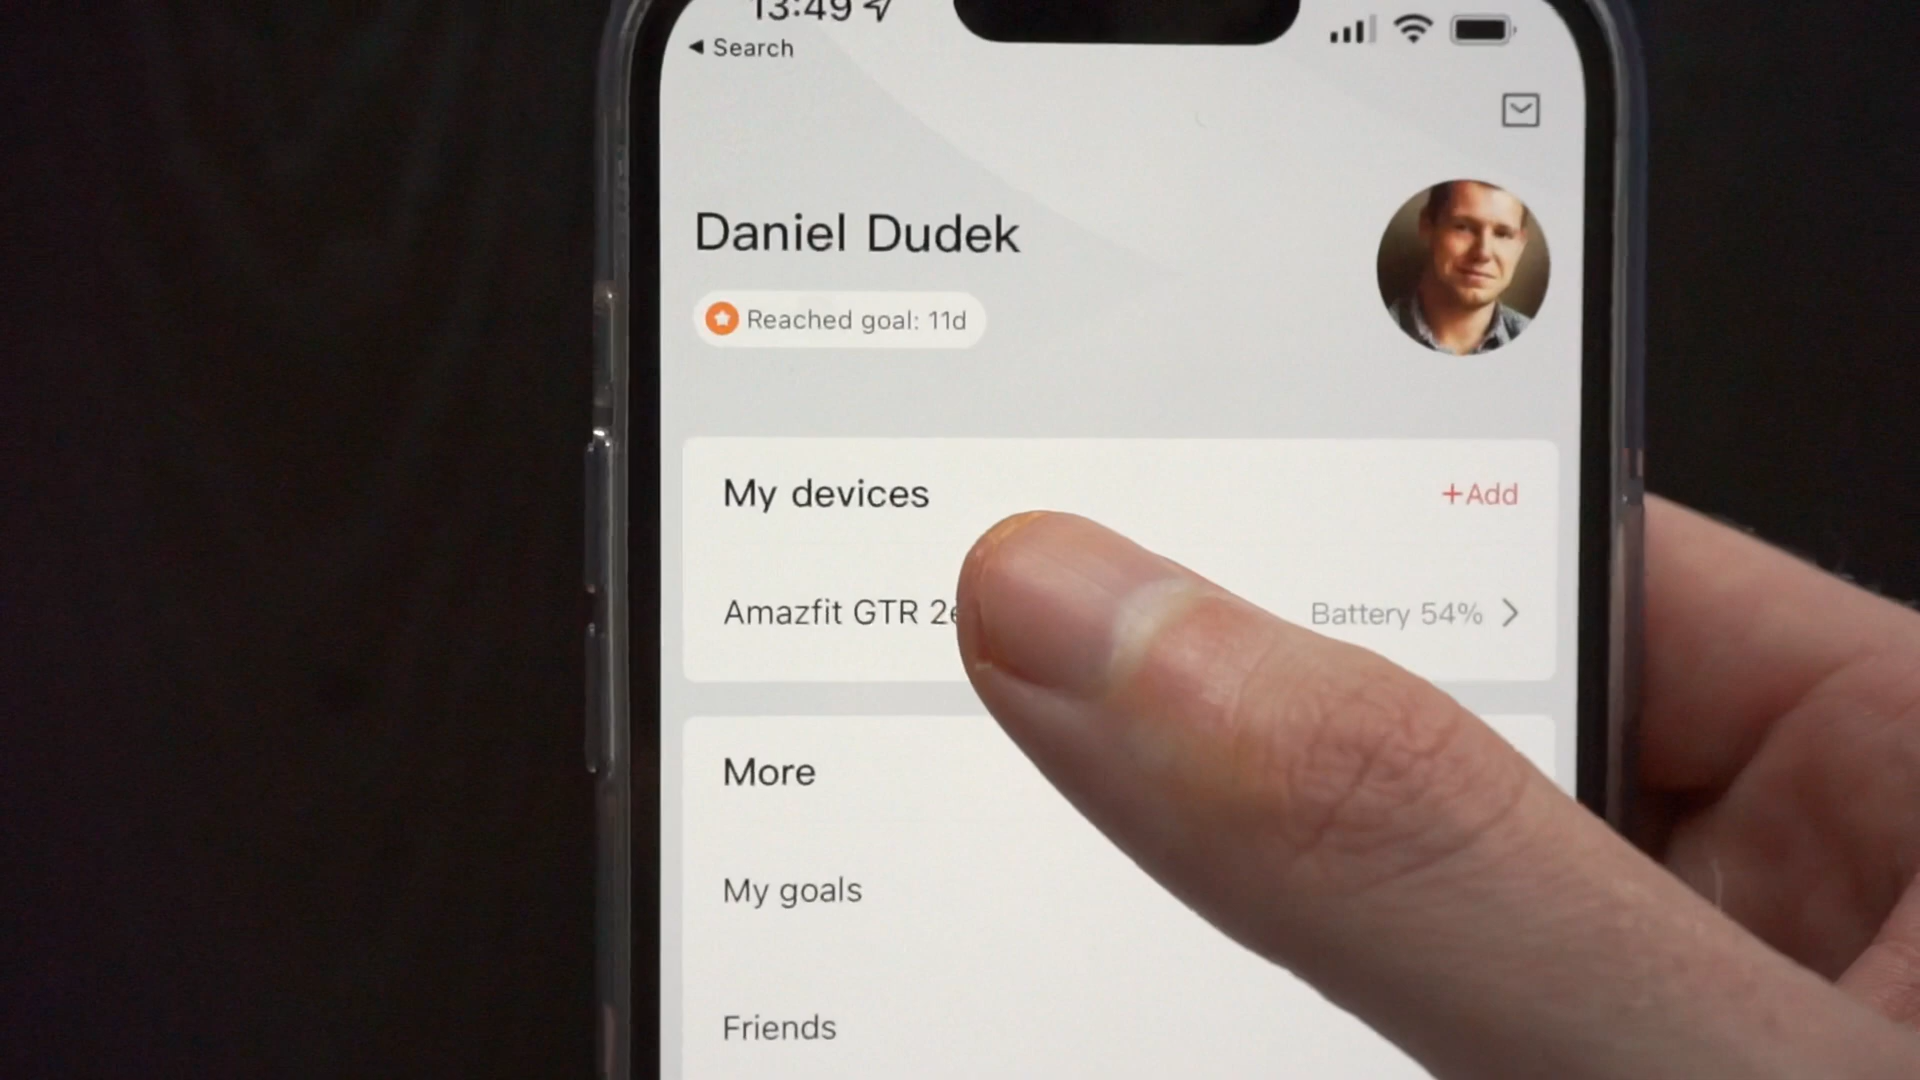 13:49
Search
Daniel Dudek
Reached goal: 11d
My devices
+Add
Amazfit GTR 2e
Battery 54%
More
My goals
Friends